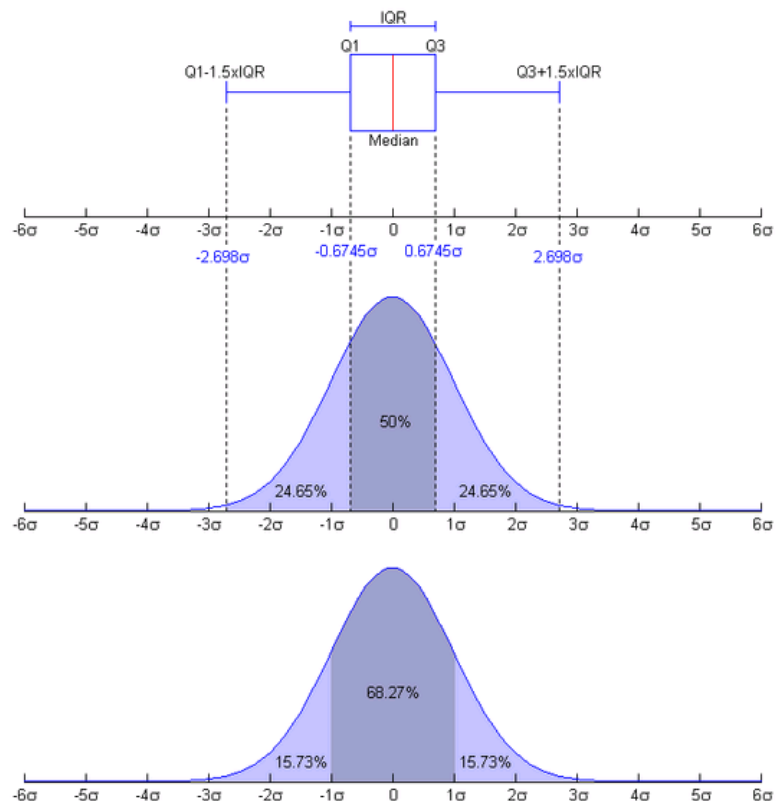 IQR
Q1 Q3
Q1-1.5xIQR Q3+1.5xIQR
Median
-6σ -5σ -4σ -3σ -2σ -1σ 0 1σ 2σ 3σ 4σ 5σ 6σ
-2.698σ -0.6745σ 0.6745σ 2.698σ
50%
24.65% 24.65%
-6σ -5σ -4σ -3σ -2σ -1σ 0 1σ 2σ 3σ 4σ 5σ 6σ
68.27%
15.73% 15.73%
-6σ -5σ -4σ -3σ -2σ -1σ 0 1σ 2σ 3σ 4σ 5σ 6σ